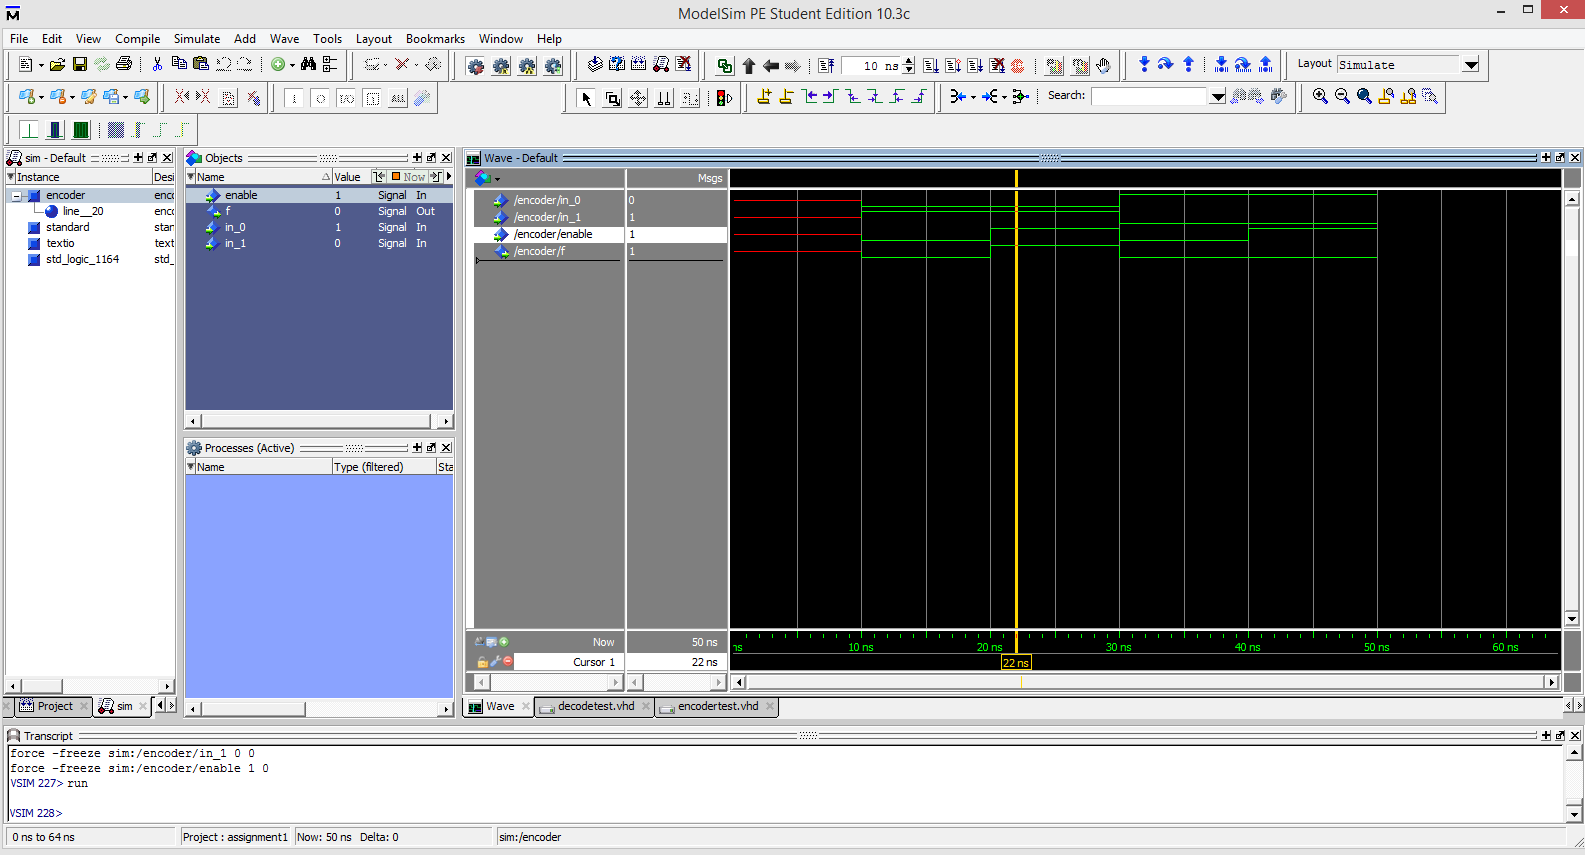 ModelSim PE Student Edition 10.3c
File Edit View Compile Simulate Add Wave Tools Layout Bookmarks Window Help
10 ns
Layout Simulate
Search:
sim - Default
Instance Desi
encoder enco
line__20 enco
standard stan
textio texti
std_logic_1164 std_
Objects
Name Value Now
enable 1 Signal In
f 0 Signal Out
in_0 1 Signal In
in_1 0 Signal In
Processes (Active)
Name Type (filtered) Sta
Wave - Default
Msgs
/encoder/in_0 0
/encoder/in_1 1
/encoder/enable 1
/encoder/f 1
Now 50 ns
ns 10 ns 20 ns 30 ns 40 ns 50 ns 60 ns
Cursor 1 22 ns
22 ns
Project sim
Wave decodetest.vhd encodertest.vhd
Transcript
force -freeze sim:/encoder/in_1 0 0
force -freeze sim:/encoder/enable 1 0
VSIM 227> run
VSIM 228>
0 ns to 64 ns Project : assignment1 Now: 50 ns Delta: 0 sim:/encoder